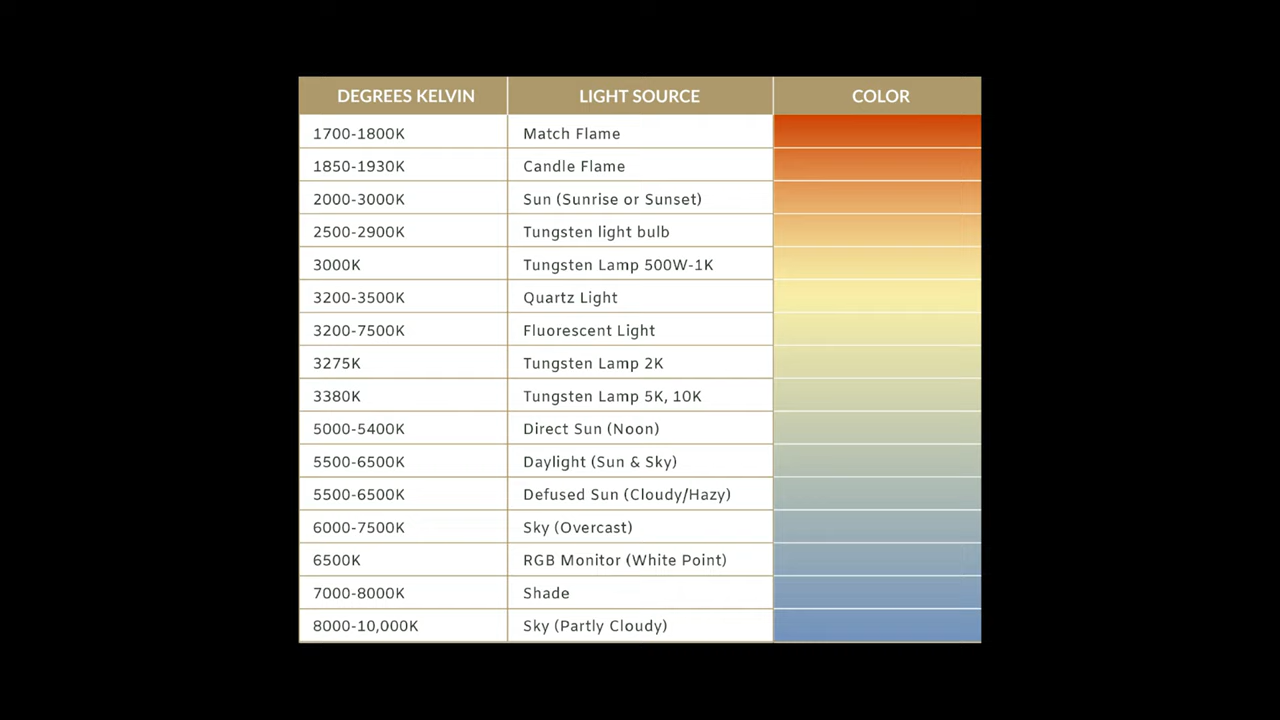 DEGREES KELVIN LIGHT SOURCE COLOR
1700-1800K Match Flame
1850-1930K Candle Flame
2000-3000K Sun (Sunrise or Sunset)
2500-2900K Tungsten light bulb
3000K Tungsten Lamp 500W-1K
3200-3500K Quartz Light
3200-7500K Fluorescent Light
3275K Tungsten Lamp 2K
3380K Tungsten Lamp 5K, 10K
5000-5400K Direct Sun (Noon)
5500-6500K Daylight (Sun & Sky)
5500-6500K Defused Sun (Cloudy/Hazy)
6000-7500K Sky (Overcast)
6500K RGB Monitor (White Point)
7000-8000K Shade
8000-10,000K Sky (Partly Cloudy)